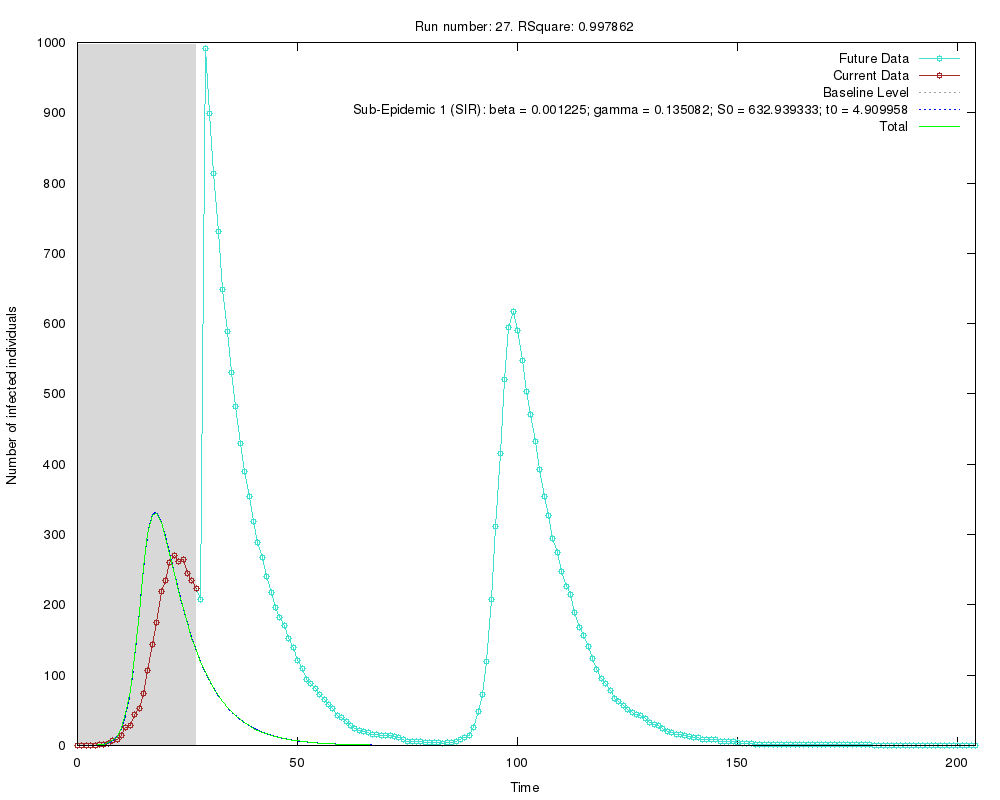 Run number: 27. RSquare: 0.997862
1000
900
800
700
600
500
400
300
200
100
0
Number of infected individuals
Future Data
Current Data
Baseline Level
Sub-Epidemic 1 (SIR): beta = 0.001225; gamma = 0.135082; S0 = 632.939333; t0 = 4.909958
Total
0 50 100 150 200
Time